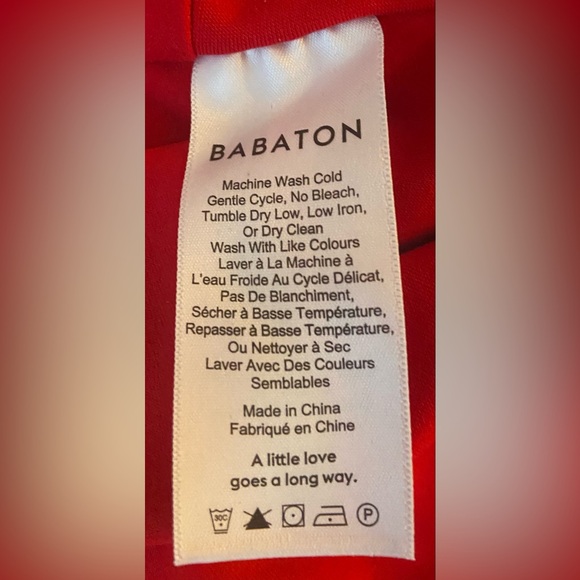 BABATON
Machine Wash Cold
Gentle Cycle, No Bleach,
Tumble Dry Low, Low Iron,
Or Dry Clean
Wash With Like Colours
Laver à La Machine à
L'eau Froide Au Cycle Délicat,
Pas De Blanchiment,
Sécher à Basse Température,
Repasser à Basse Température,
Ou Nettoyer à Sec
Laver Avec Des Couleurs
Semblables
Made in China
Fabriqué en Chine
A little love
goes a long way.
30C P